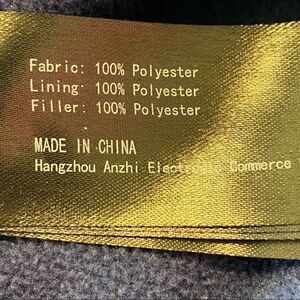 Fabric: 100% Polyester
Lining: 100% Polyester
Filler: 100% Polyester
MADE IN CHINA
Hangzhou Anzhi Electronic Commerce